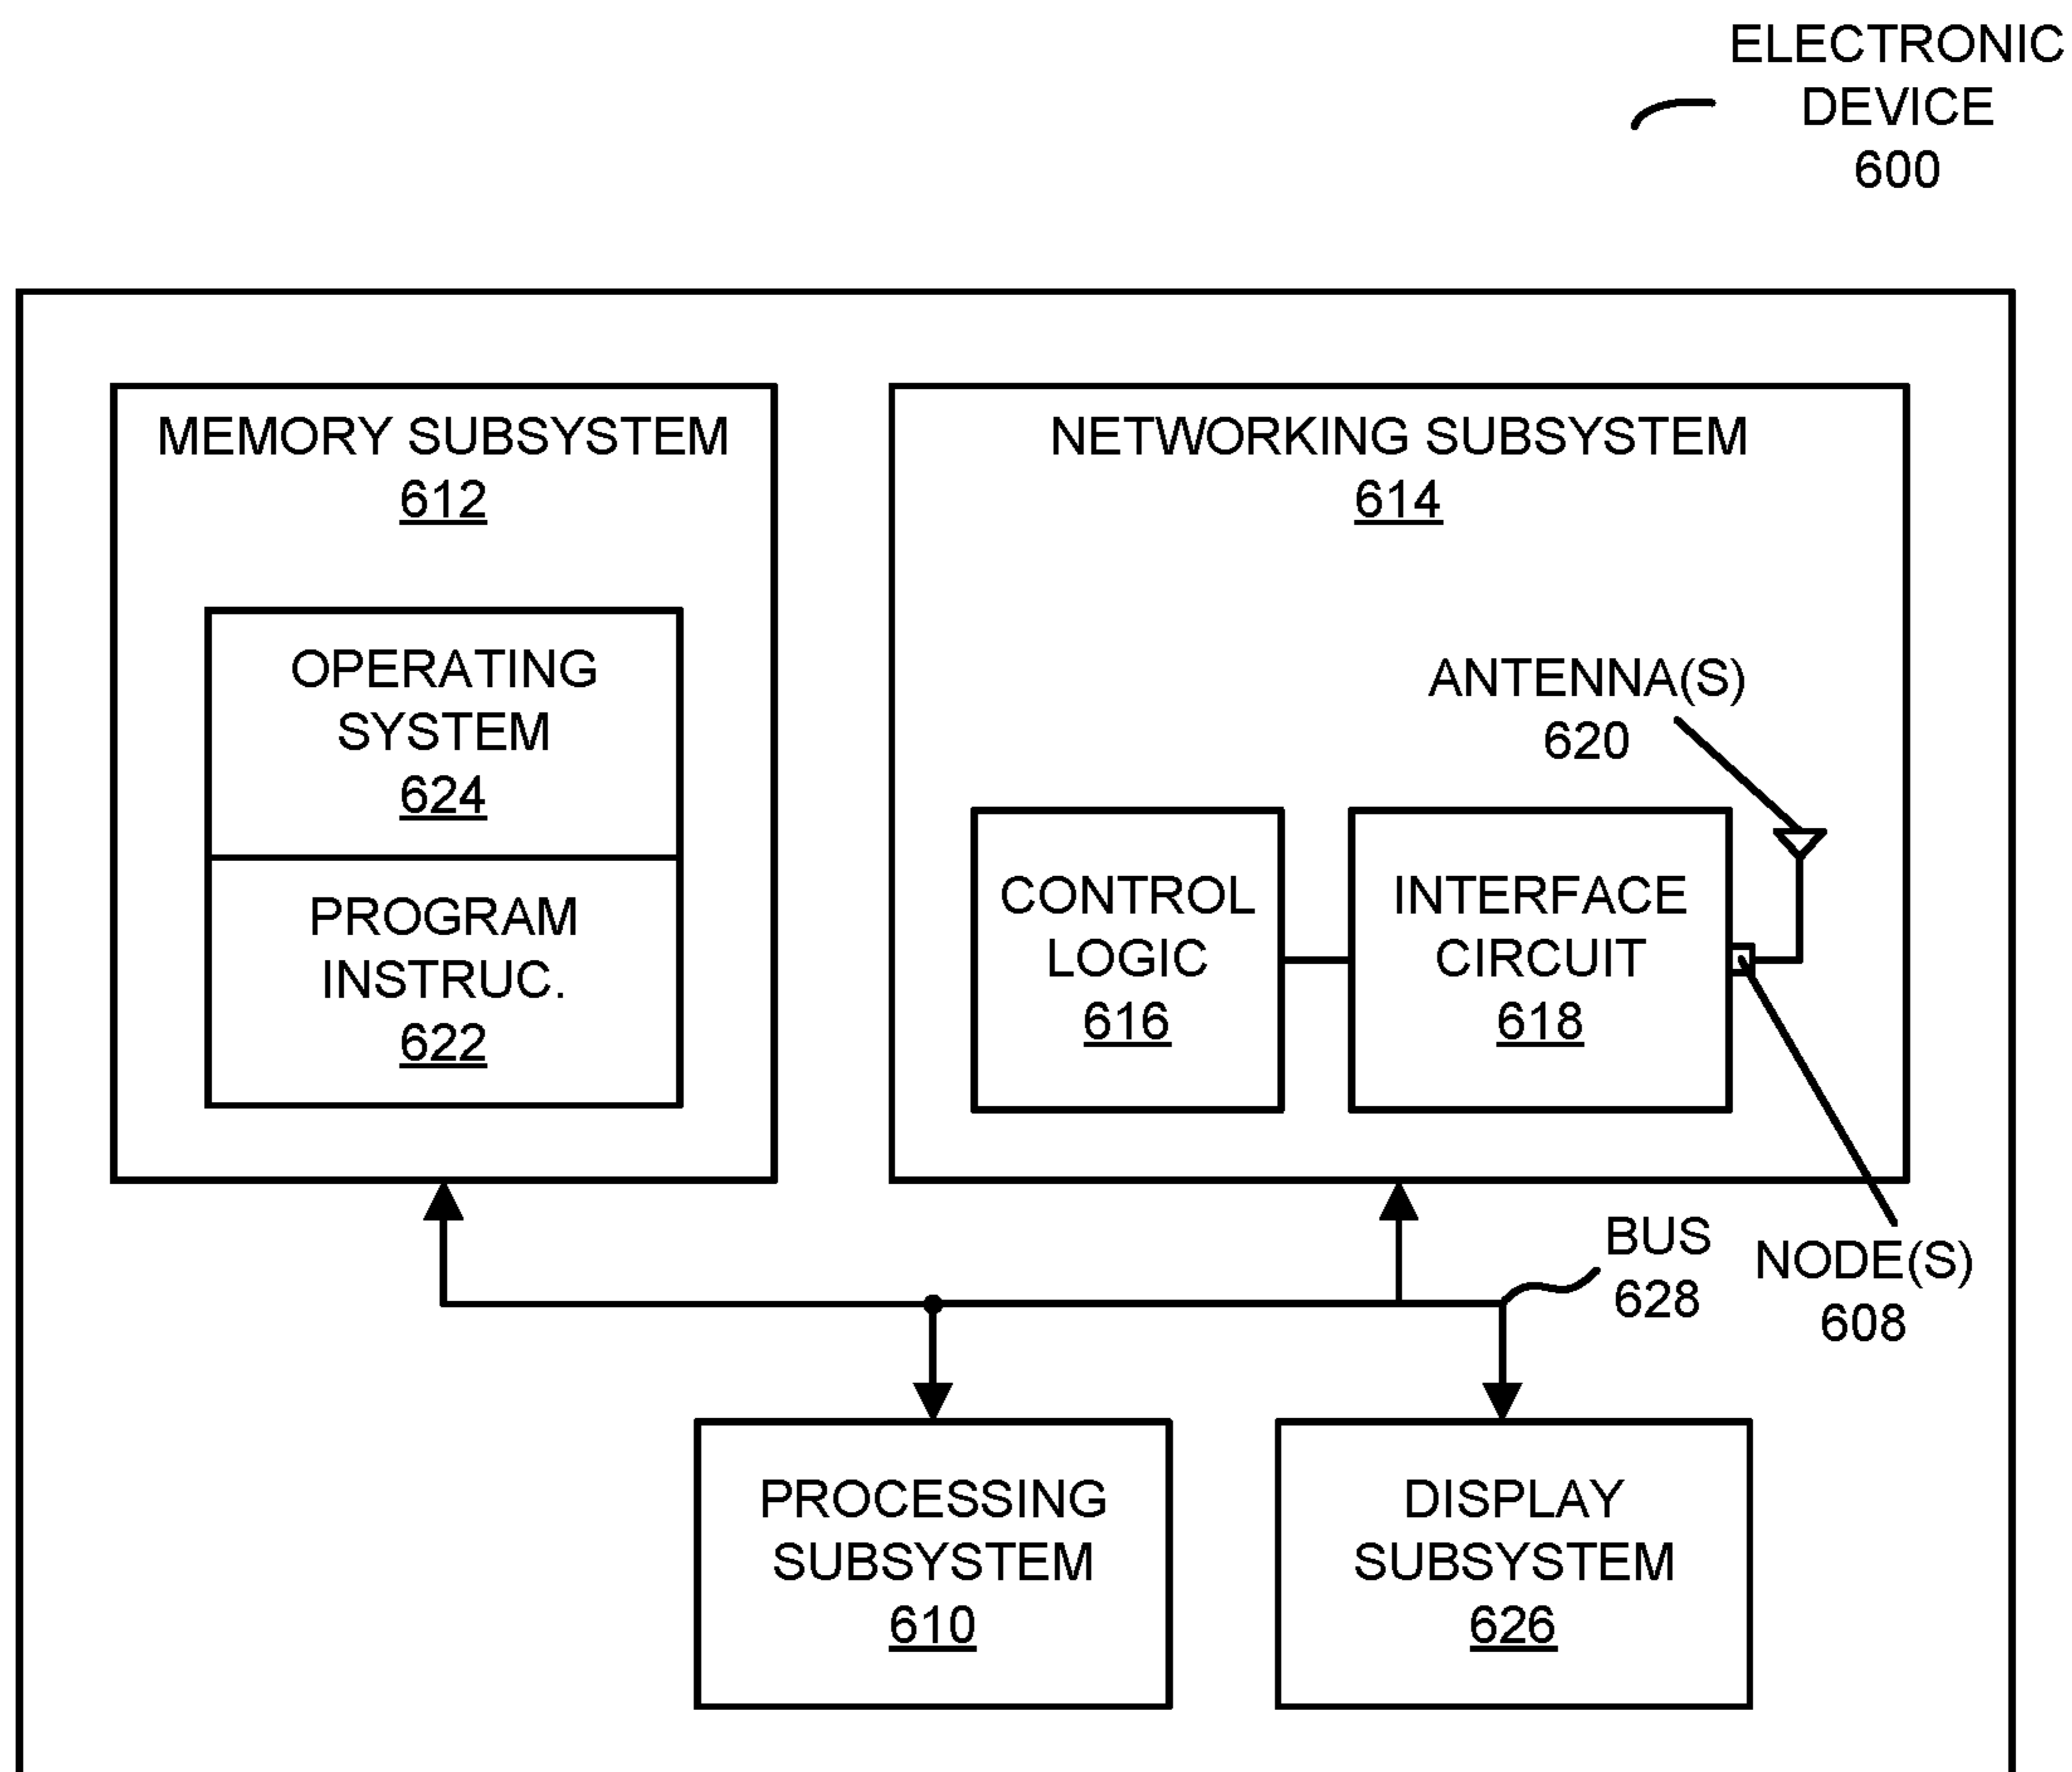 ELECTRONIC
DEVICE
600
MEMORY SUBSYSTEM
612
OPERATING
SYSTEM
624
PROGRAM
INSTRUC.
622
NETWORKING SUBSYSTEM
614
ANTENNA(S)
620
CONTROL
LOGIC
616
INTERFACE
CIRCUIT
618
BUS
628
NODE(S)
608
PROCESSING
SUBSYSTEM
610
DISPLAY
SUBSYSTEM
626